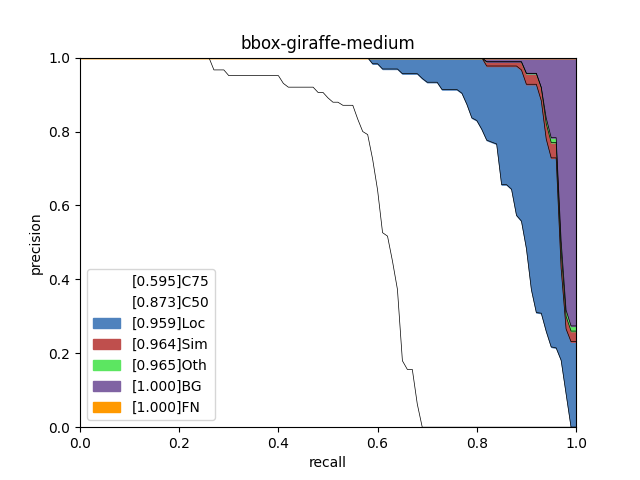 bbox-giraffe-medium
1.0
0.8
0.6
0.4
0.2
0.0
precision
[0.595]C75
[0.873]C50
[0.959]Loc
[0.964]Sim
[0.965]Oth
[1.000]BG
[1.000]FN
0.0 0.2 0.4 0.6 0.8 1.0
recall